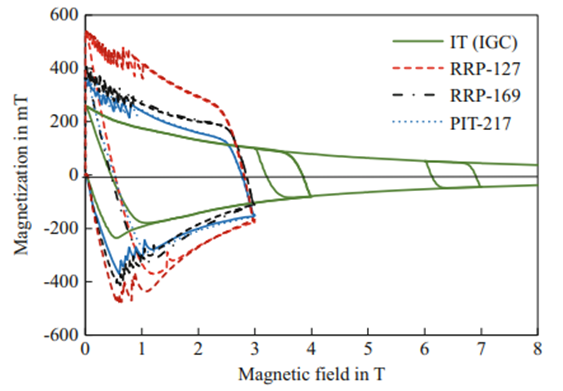 600
400
200
0
-200
-400
-600
Magnetization in mT
IT (IGC)
RRP-127
RRP-169
PIT-217
0 1 2 3 4 5 6 7 8
Magnetic field in T